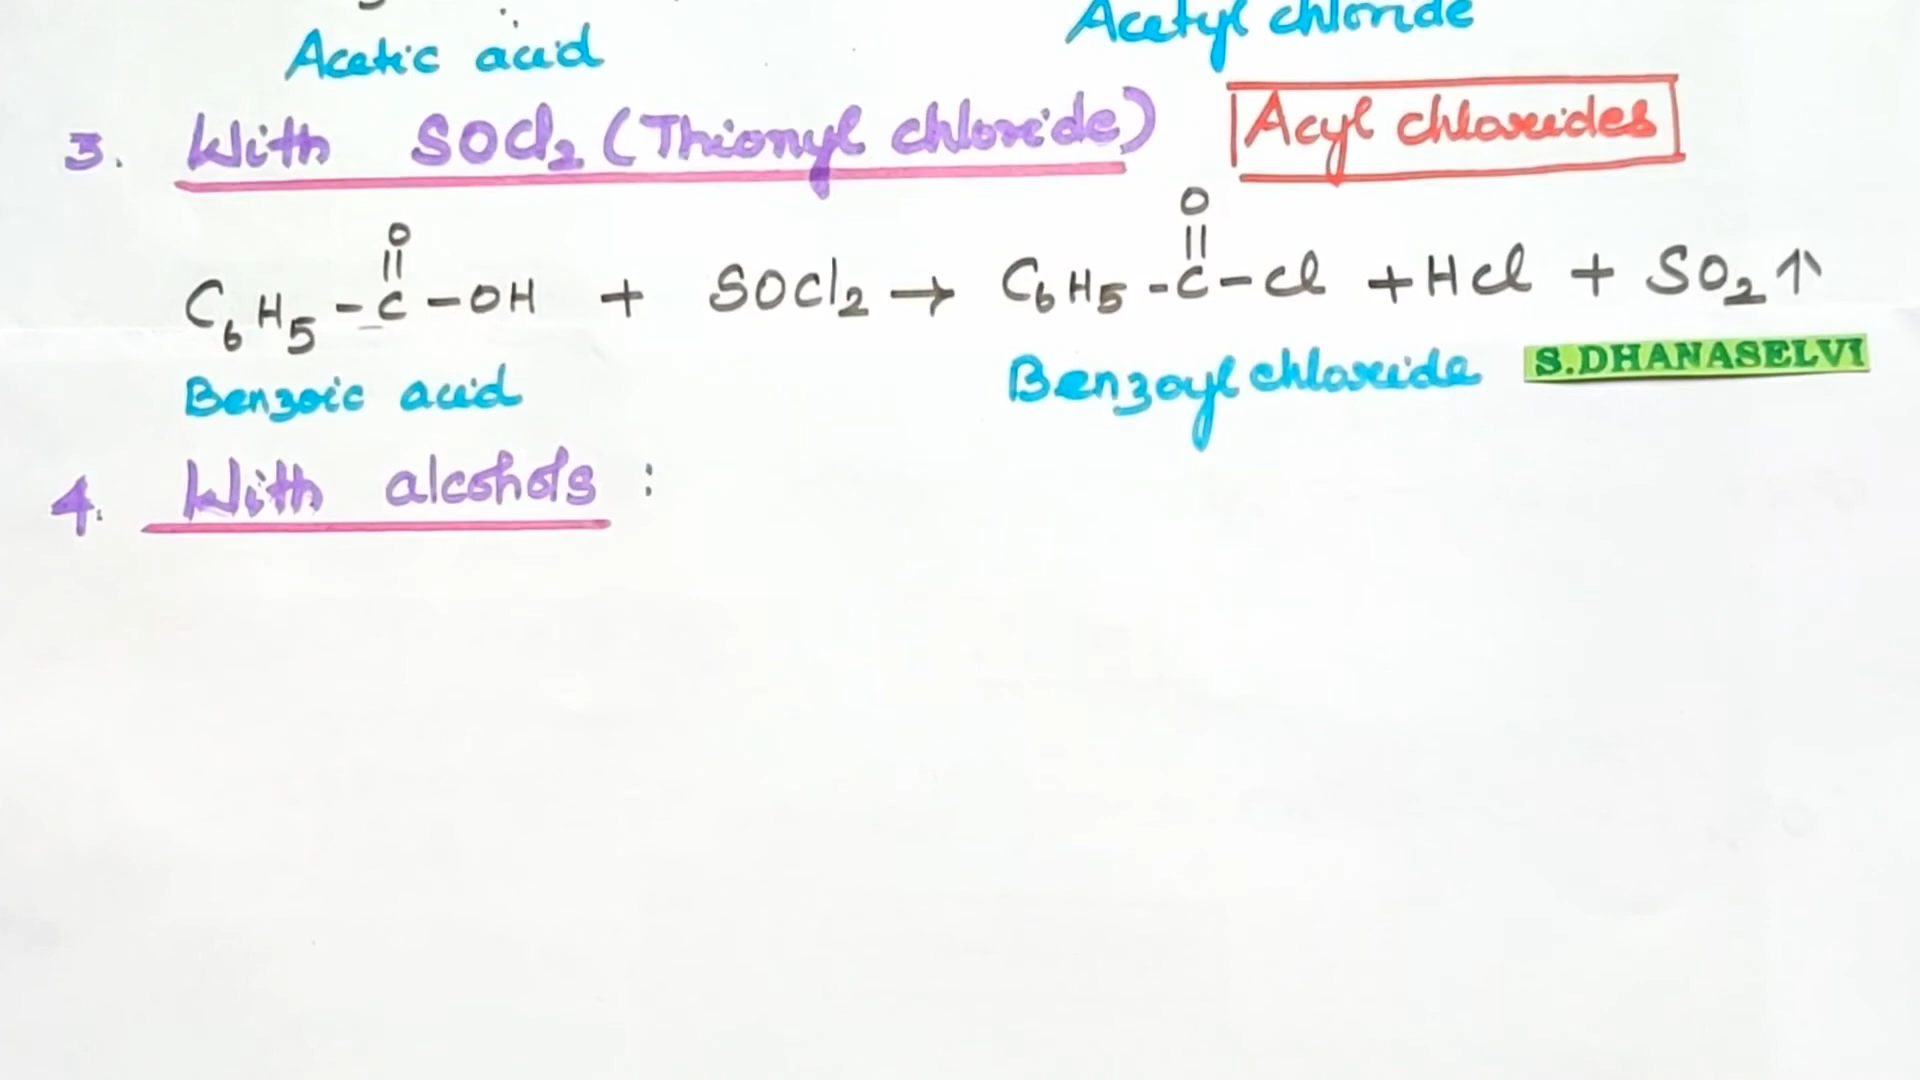 Acetic acid Acetyl chloride
3. With SOCl₂ (Thionyl chloride) Acyl chlorides
O O
|| ||
C₆H₅-C-OH + SOCl₂ → C₆H₅-C-Cl + HCl + SO₂ ↑
Benzoic acid Benzoyl chloride S.DHANASELVI
4. With alcohols :